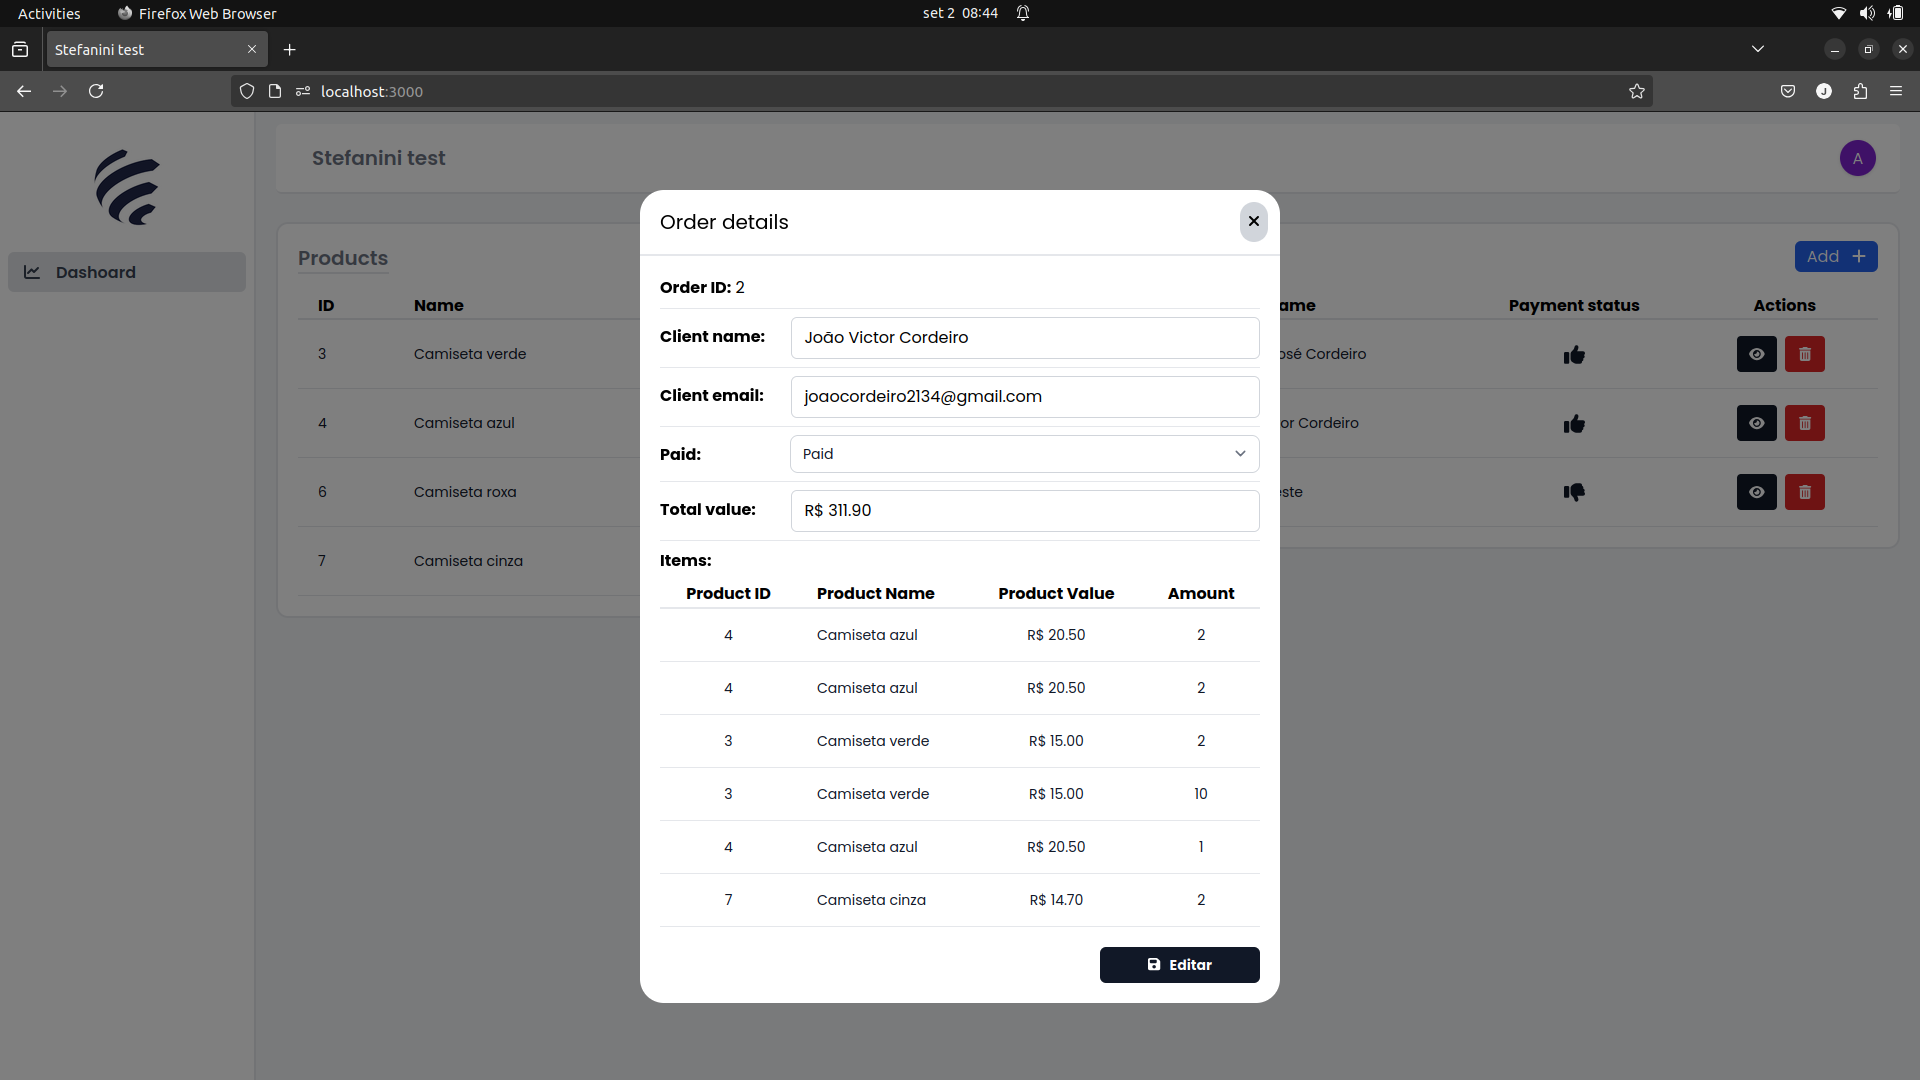 Activities
Firefox Web Browser
set 2 08:44
Stefanini test
localhost:3000
J
Stefanini test
A
Dashoard
Products
Add
ID Name ame Payment status Actions
3 Camiseta verde osé Cordeiro
4 Camiseta azul or Cordeiro
6 Camiseta roxa este
7 Camiseta cinza
Order details
Order ID: 2
Client name: João Victor Cordeiro
Client email: joaocordeiro2134@gmail.com
Paid: Paid
Total value: R$ 311.90
Items:
Product ID Product Name Product Value Amount
4 Camiseta azul R$ 20.50 2
4 Camiseta azul R$ 20.50 2
3 Camiseta verde R$ 15.00 2
3 Camiseta verde R$ 15.00 10
4 Camiseta azul R$ 20.50 1
7 Camiseta cinza R$ 14.70 2
Editar